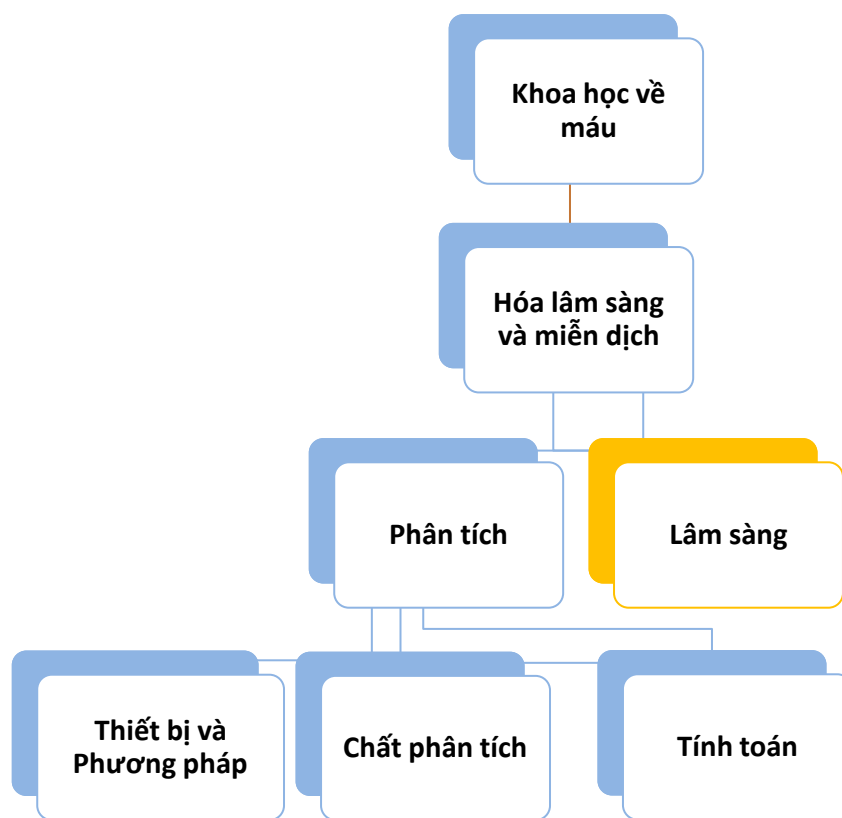 Khoa học về
máu
Hóa lâm sàng
và miễn dịch
Phân tích
Lâm sàng
Thiết bị và
Phương pháp
Chất phân tích
Tính toán